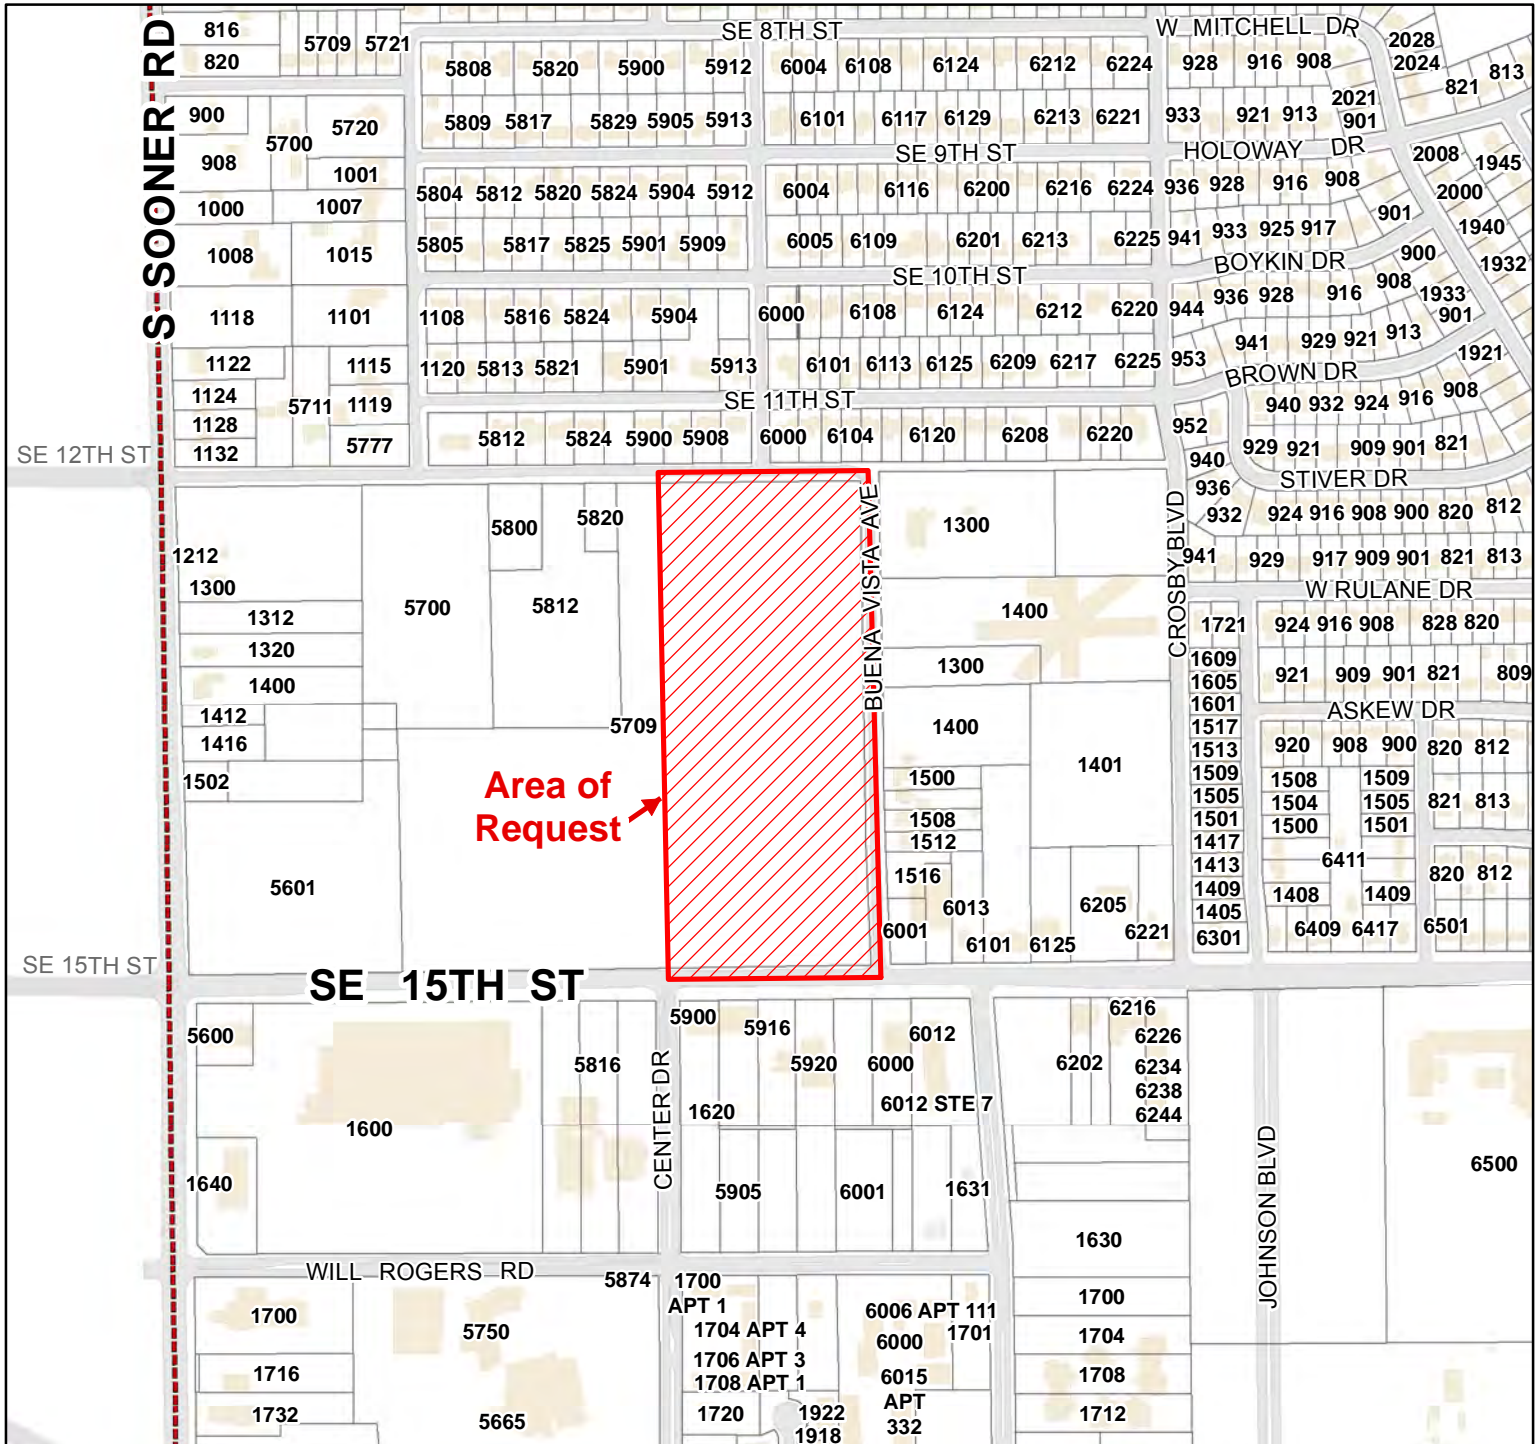 SE 8TH ST
W MITCHELL DR
S SOONER RD
816 5709 5721
820
5808 5820 5900 5912 6004 6108 6124 6212 6224 928 916 908
2028
2024
813
821
900 5720
5700
908
1001
5809 5817 5829 5905 5913 6101 6117 6129 6213 6221 933 921 913
2021
901
SE 9TH ST
HOLOWAY DR
2008 1945
2000
1000 1007
5804 5812 5820 5824 5904 5912 6004 6116 6200 6216 6224 936 928 916 908
901
1940
1932
1008 1015
5805 5817 5825 5901 5909 6005 6109 6201 6213 6225 941 933 925 917
900
SE 10TH ST
BOYKIN DR
908
1933
901
1118 1101 1108 5816 5824 5904 6000 6108 6124 6212 6220 944 936 928 916
1122 1115 1120 5813 5821 5901 5913 6101 6113 6125 6209 6217 6225 953 941 929 921 913
1921
BROWN DR
1124
5711 1119
1128
1132 5777
SE 11TH ST
940 932 924 916 908
SE 12TH ST
5812 5824 5900 5908 6000 6104 6120 6208 6220 952
929 921 909 901 821
940
STIVER DR
936
932
924 916 908 900 820 812
5800 5820
BUENA VISTA AVE
1300
CROSBY BLVD
1212
1300
941 929 917 909 901 821 813
W RULANE DR
1312
5700 5812
1400
1721 924 916 908 828 820
1320
1400
1300
1609
1605
1601
1517
1513
1509
1505
1501
1417
1413
1409
1405
6301
921 909 901 821 809
ASKEW DR
1412
1416
1502
5709
1400
1401
920 908 900 820 812
Area of
Request
1500
1508
1512
1508 1509
1504 1505
1500 1501
821 813
6411
5601
1516
6013
6001
6101 6125
6205
6221
1408 1409
820 812
6409 6417 6501
SE 15TH ST
SE 15TH ST
5600
5816
5900
5916
5920
6000
6012
6012 STE 7
6202
6216
6226
6234
6238
6244
CENTER DR
1600
1620
JOHNSON BLVD
6500
1640
5905 6001 1631
1630
WILL ROGERS RD
5874 1700
APT 1
1704 APT 4
1706 APT 3
1708 APT 1
6006 APT 111
6000 1701
6015
APT
332
1700
5750
1700
1704
1708
1712
1716
1732
5665
1720
1922
1918